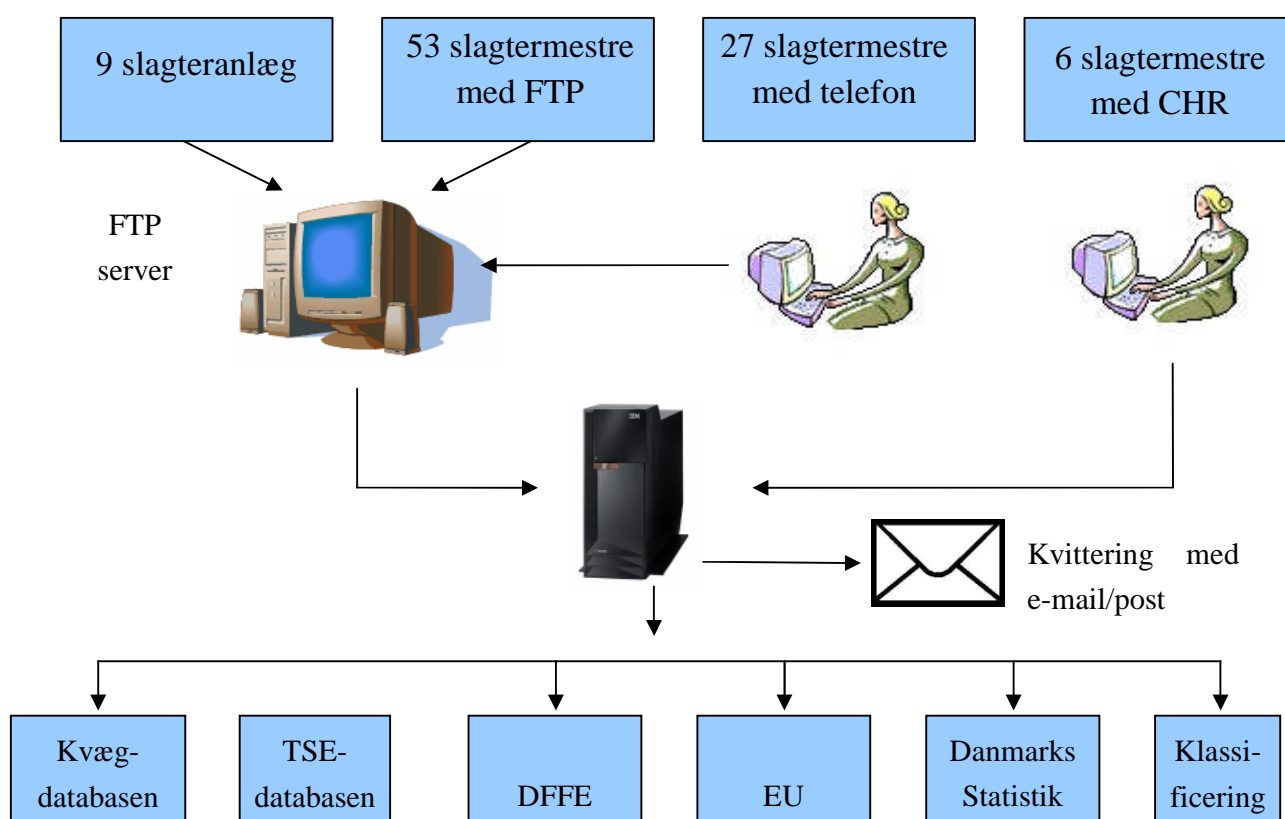 9 slagteranlæg
53 slagtermestre
med FTP
27 slagtermestre
med telefon
6 slagtermestre
med CHR
FTP
server
IBM
Kvittering med
e-mail/post
Kvæg-
databasen
TSE-
databasen
DFFE
EU
Danmarks
Statistik
Klassi-
ficering